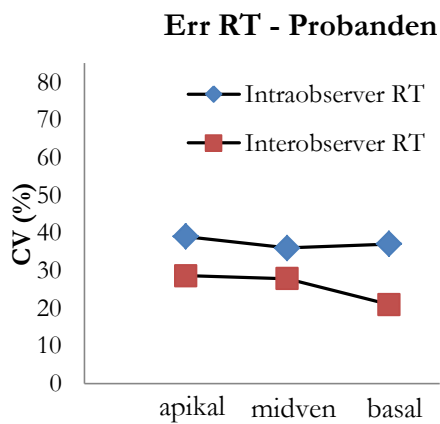 Err RT - Probanden
80
70
60
50
40
30
20
10
0
CV (%)
Intraobserver RT
Interobserver RT
apikal midven basal